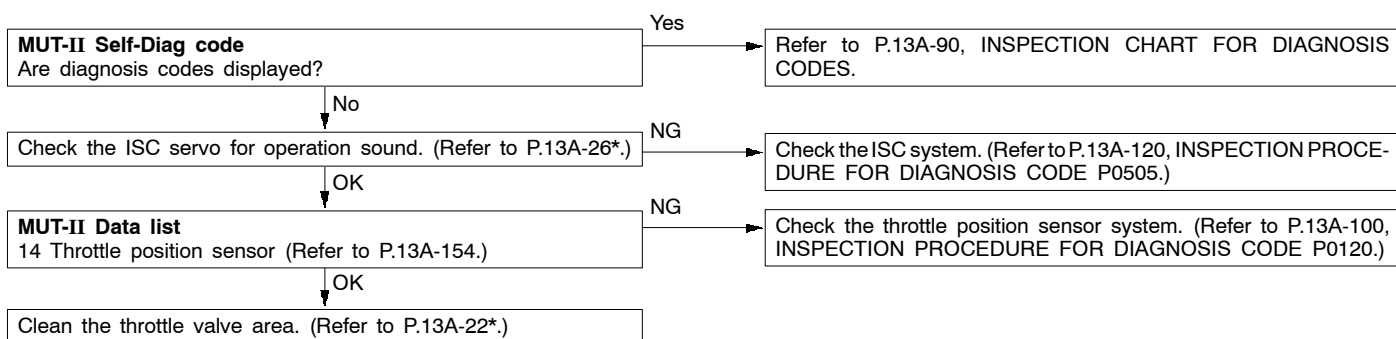 MUT-II Self-Diag code
Are diagnosis codes displayed?
Yes
Refer to P.13A-90, INSPECTION CHART FOR DIAGNOSIS
CODES.
No
Check the ISC servo for operation sound. (Refer to P.13A-26*.)
NG
Check the ISC system. (Refer to P.13A-120, INSPECTION PROCE-
DURE FOR DIAGNOSIS CODE P0505.)
OK
MUT-II Data list
14 Throttle position sensor (Refer to P.13A-154.)
NG
Check the throttle position sensor system. (Refer to P.13A-100,
INSPECTION PROCEDURE FOR DIAGNOSIS CODE P0120.)
OK
Clean the throttle valve area. (Refer to P.13A-22*.)